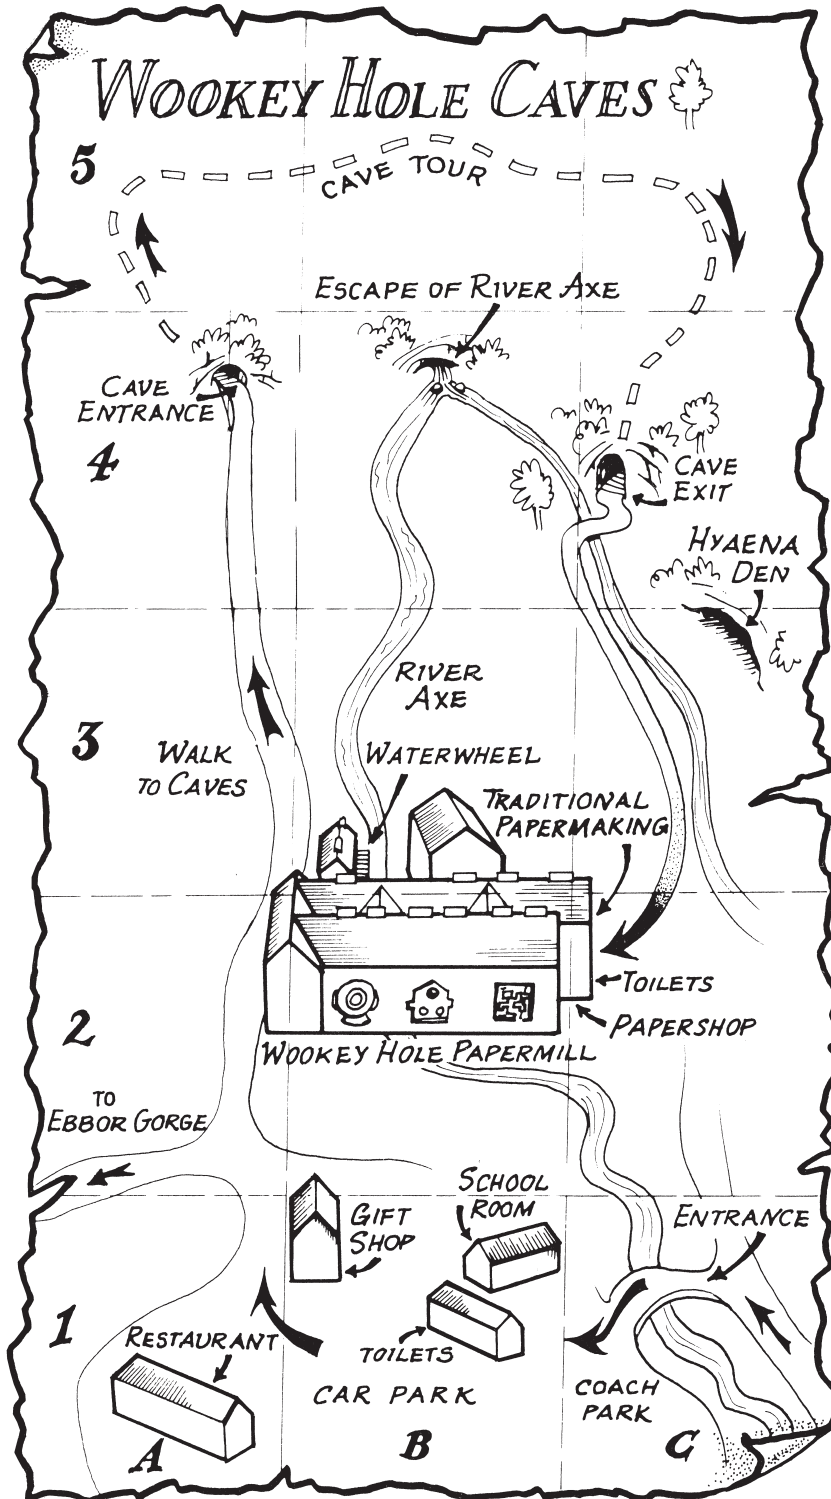 WOOKEY HOLE CAVES
5
CAVE TOUR
ESCAPE OF RIVER AXE
CAVE
ENTRANCE
4
CAVE
EXIT
HYAENA
DEN
RIVER
AXE
3
WALK
TO CAVES
WATERWHEEL
TRADITIONAL
PAPERMAKING
TOILETS
2
PAPERSHOP
WOOKEY HOLE PAPERMILL
TO
EBBOR GORGE
SCHOOL
ROOM
GIFT
SHOP
ENTRANCE
1
RESTAURANT
TOILETS
CAR PARK
COACH
PARK
A
B
C